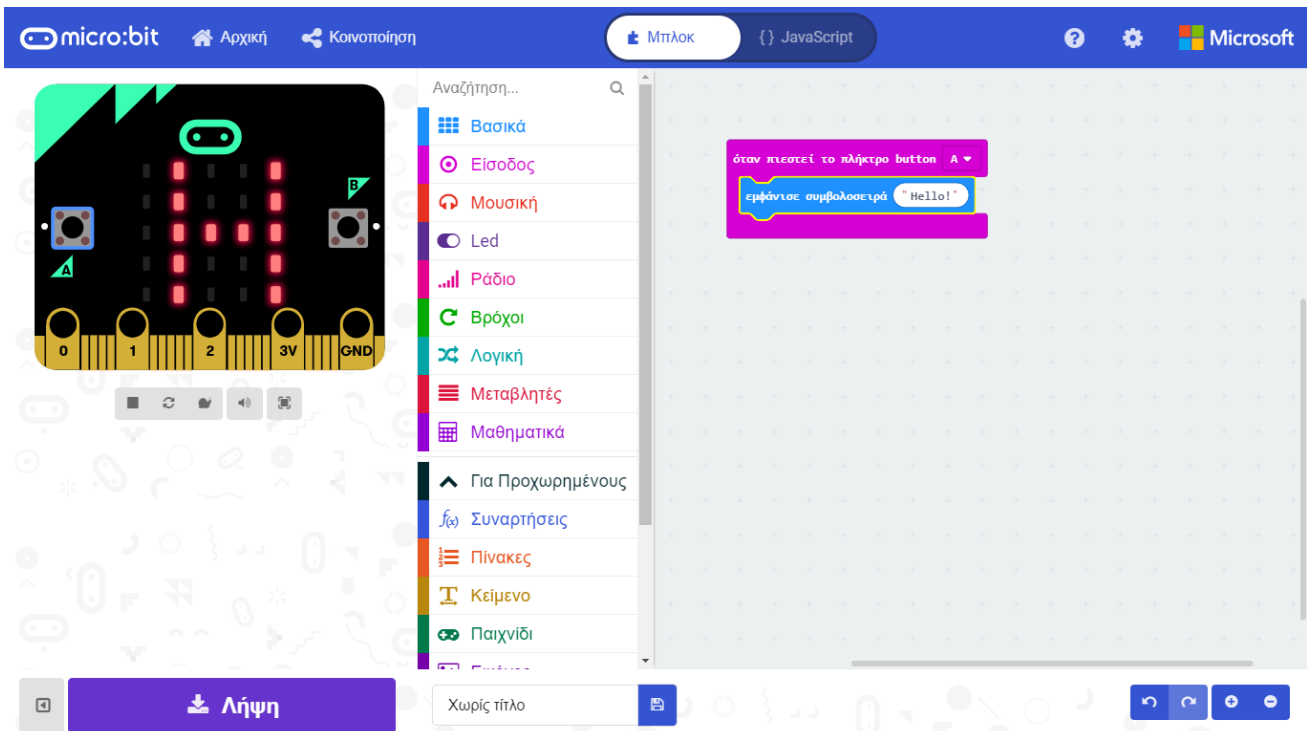 micro:bit Αρχική Κοινοποίηση Μπλοκ {} JavaScript Microsoft
B
A
0 1 2 3V GND
Αναζήτηση...
Βασικά
Είσοδος
Μουσική
Led
Ράδιο
Βρόχοι
Λογική
Μεταβλητές
Μαθηματικά
Για Προχωρημένους
f(x) Συναρτήσεις
Πίνακες
Κείμενο
Παιχνίδι
όταν πιεστεί το πλήκτρο button A
εμφάνισε συμβολοσειρά "Hello!"
Λήψη
Χωρίς τίτλο